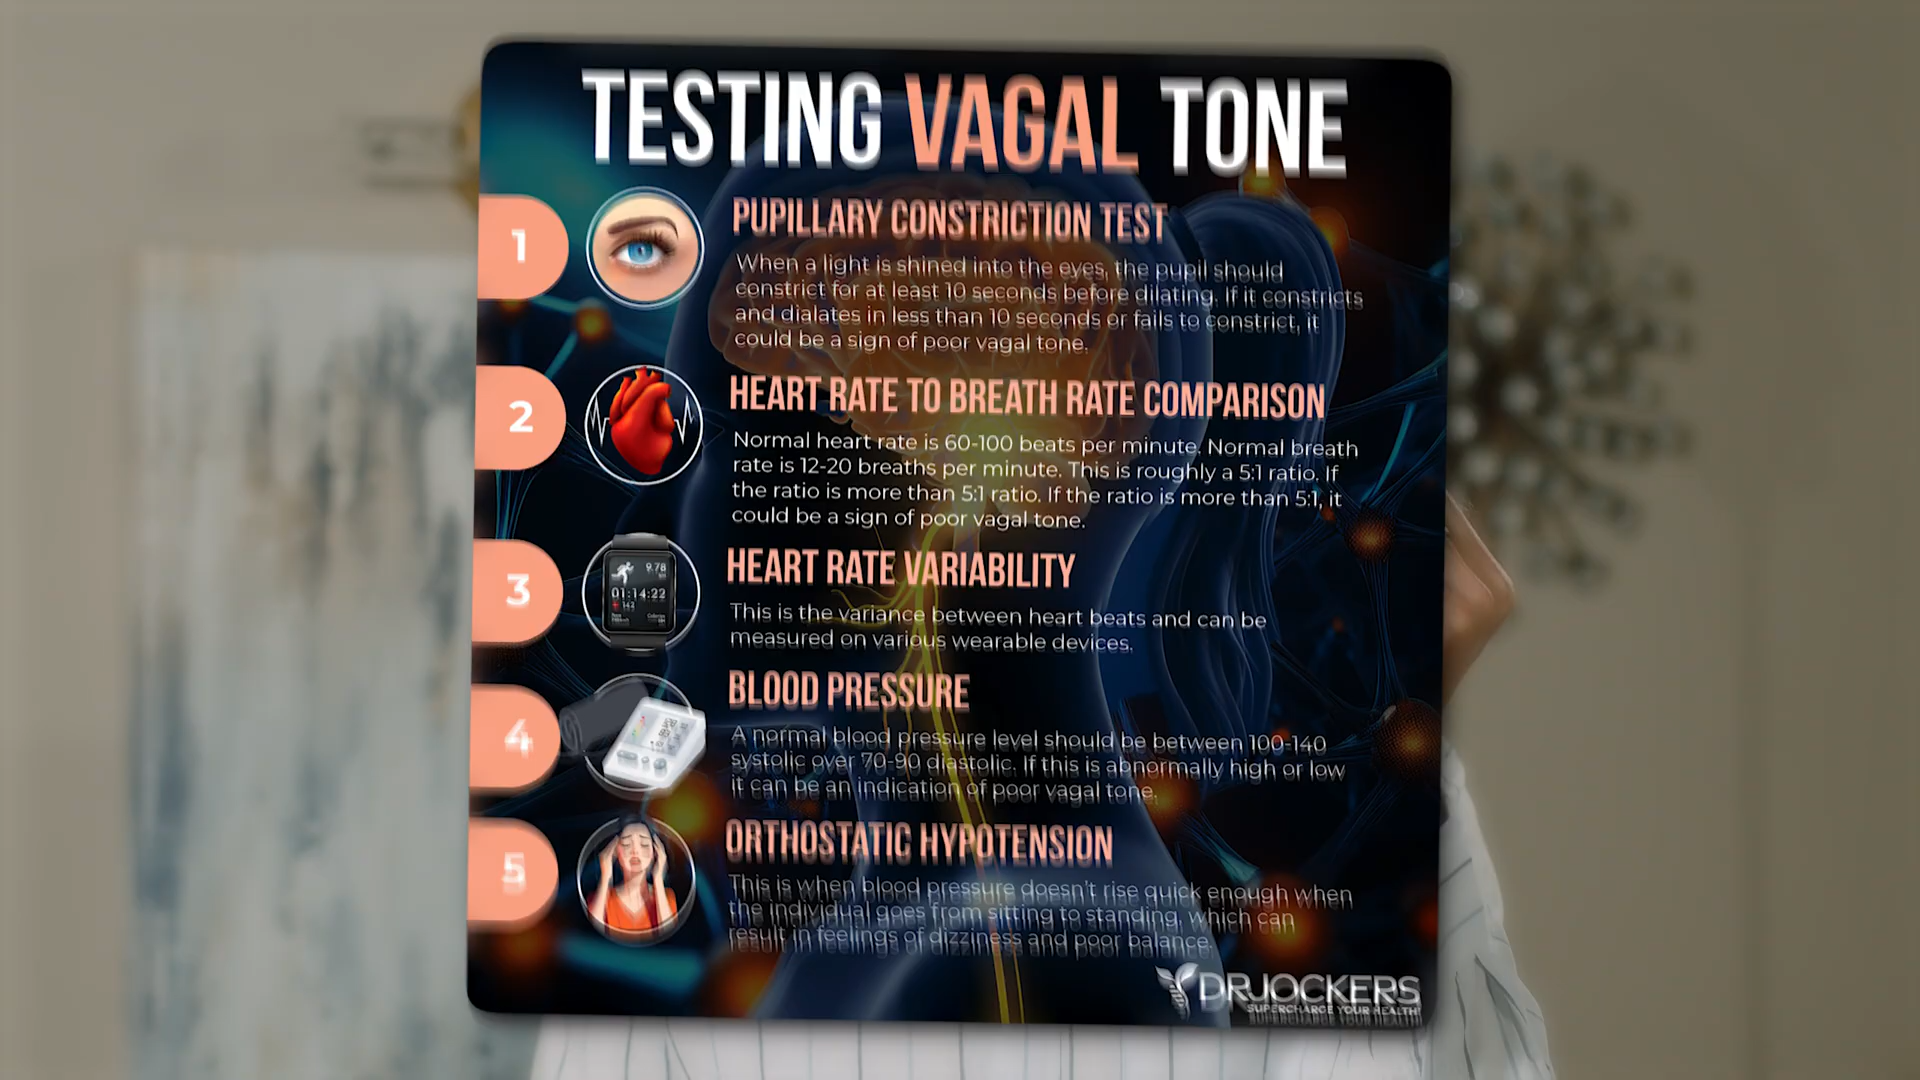 TESTING VAGAL TONE
1
PUPILLARY CONSTRICTION TEST
When a light is shined into the eyes, the pupil should
constrict for at least 10 seconds before dilating. If it constricts
and dialates in less than 10 seconds or fails to constrict, it
could be a sign of poor vagal tone.
2
HEART RATE TO BREATH RATE COMPARISON
Normal heart rate is 60-100 beats per minute. Normal breath
rate is 12-20 breaths per minute. This is roughly a 5:1 ratio. If
the ratio is more than 5:1 ratio. If the ratio is more than 5:1, it
could be a sign of poor vagal tone.
3
9.78
01:14:22
143
HEART RATE VARIABILITY
This is the variance between heart beats and can be
measured on various wearable devices.
4
BLOOD PRESSURE
A normal blood pressure level should be between 100-140
systolic over 70-90 diastolic. If this is abnormally high or low
it can be an indication of poor vagal tone.
5
ORTHOSTATIC HYPOTENSION
This is when blood pressure doesn't rise quick enough when
the individual goes from sitting to standing, which can
result in feelings of dizziness and poor balance.
DRJOCKERS
SUPERCHARGE YOUR HEALTH!